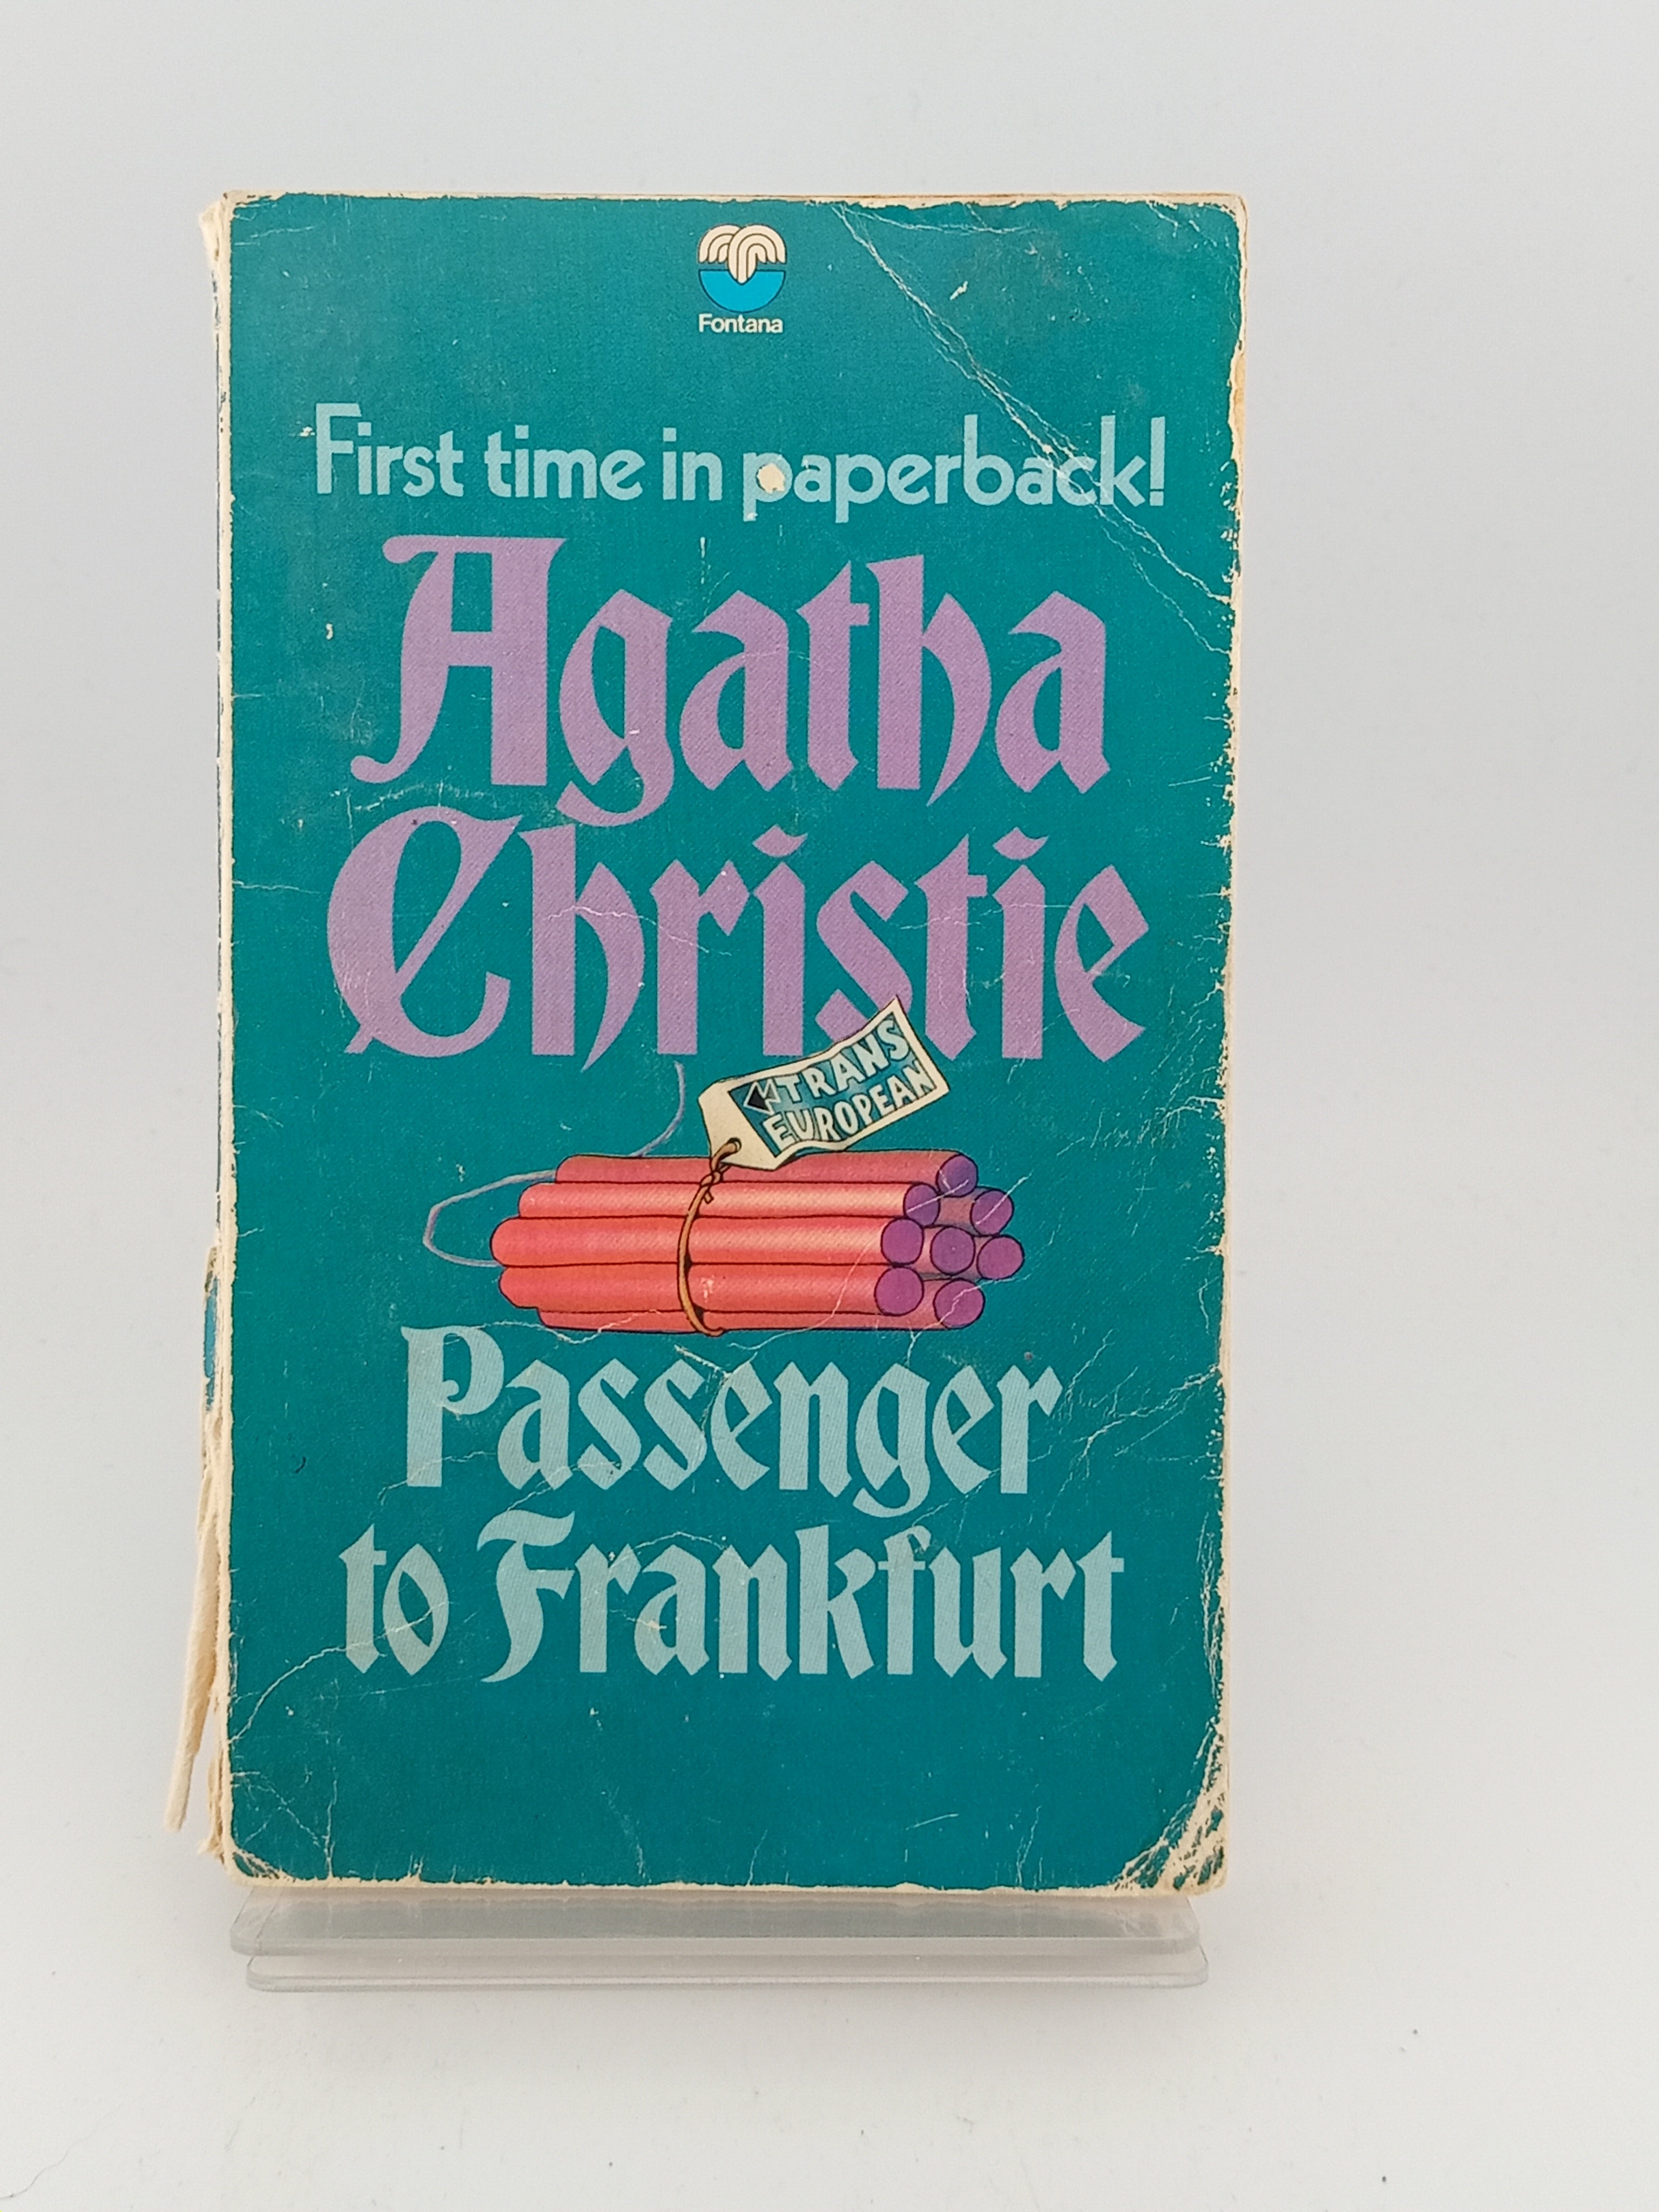 Fontana
First time in paperback!
Agatha
Christie
TRANS
EUROPEAN
Passenger
to Frankfurt